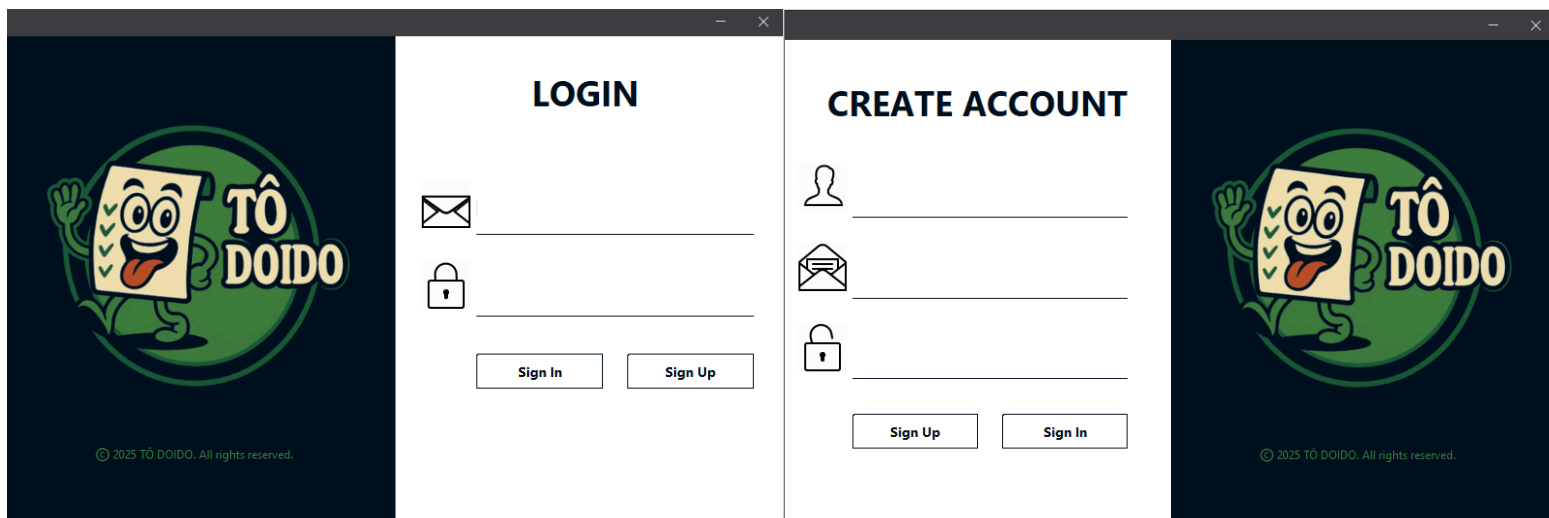 LOGIN
TÔ
DOIDO
Sign In
Sign Up
© 2025 TÔ DOIDO. All rights reserved.
CREATE ACCOUNT
TÔ
DOIDO
Sign Up
Sign In
© 2025 TÔ DOIDO. All rights reserved.